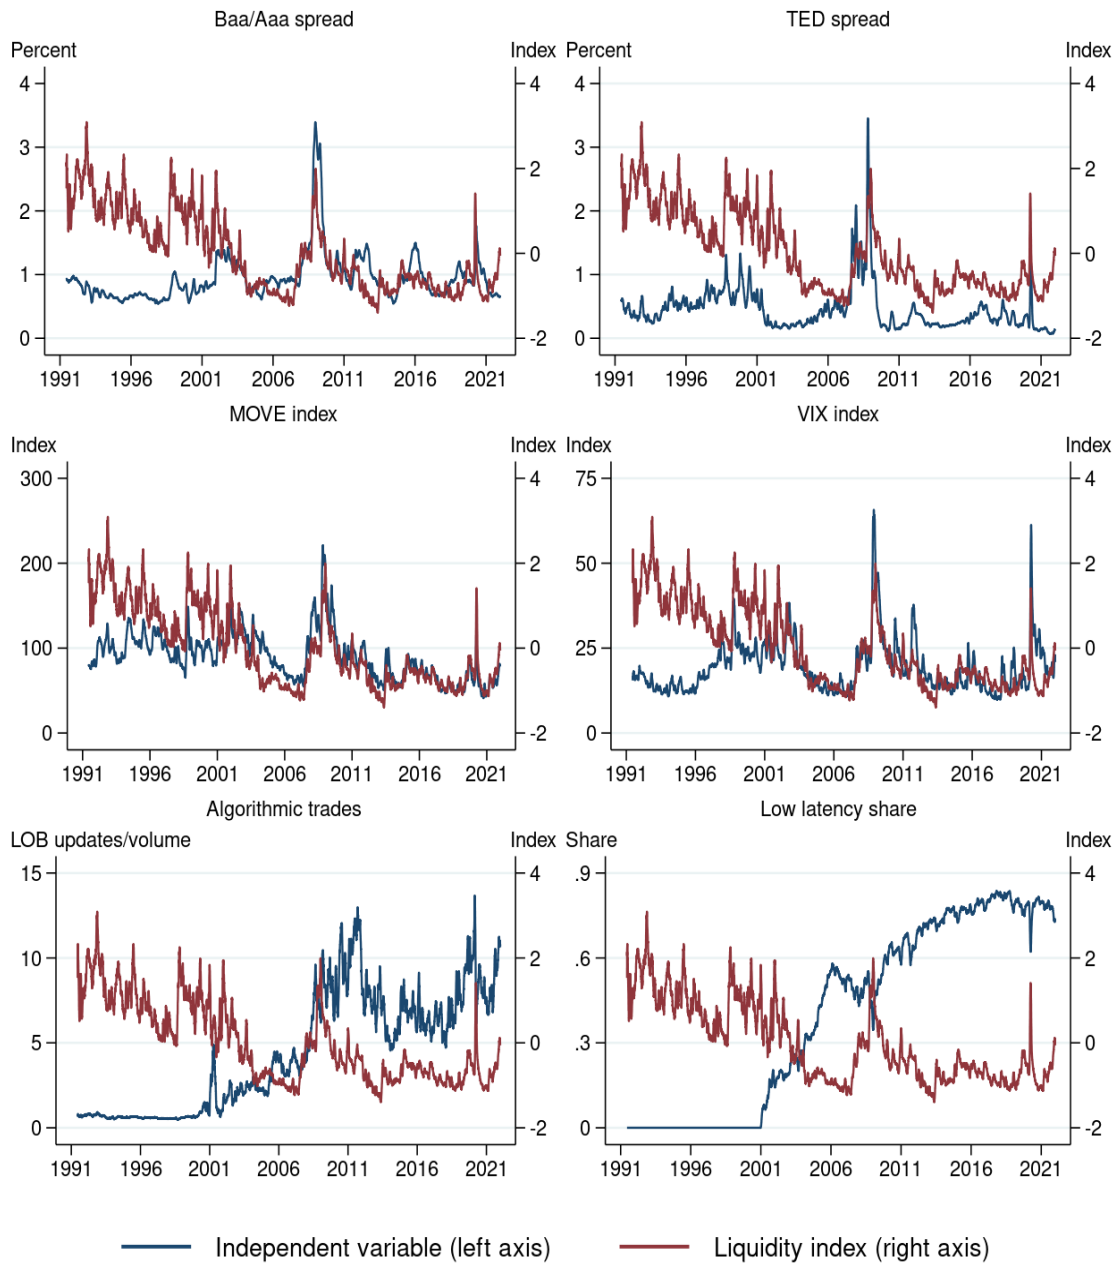 Baa/Aaa spread
TED spread
Percent
Index
Percent
Index
4
3
2
1
0
4
2
0
-2
4
3
2
1
0
4
2
0
-2
1991 1996 2001 2006 2011 2016 2021
1991 1996 2001 2006 2011 2016 2021
MOVE index
VIX index
Index
Index
Index
Index
300
200
100
0
4
2
0
-2
75
50
25
0
4
2
0
-2
1991 1996 2001 2006 2011 2016 2021
1991 1996 2001 2006 2011 2016 2021
Algorithmic trades
Low latency share
LOB updates/volume
Index
Share
Index
15
10
5
0
4
2
0
-2
.9
.6
.3
0
4
2
0
-2
1991 1996 2001 2006 2011 2016 2021
1991 1996 2001 2006 2011 2016 2021
Independent variable (left axis)
Liquidity index (right axis)